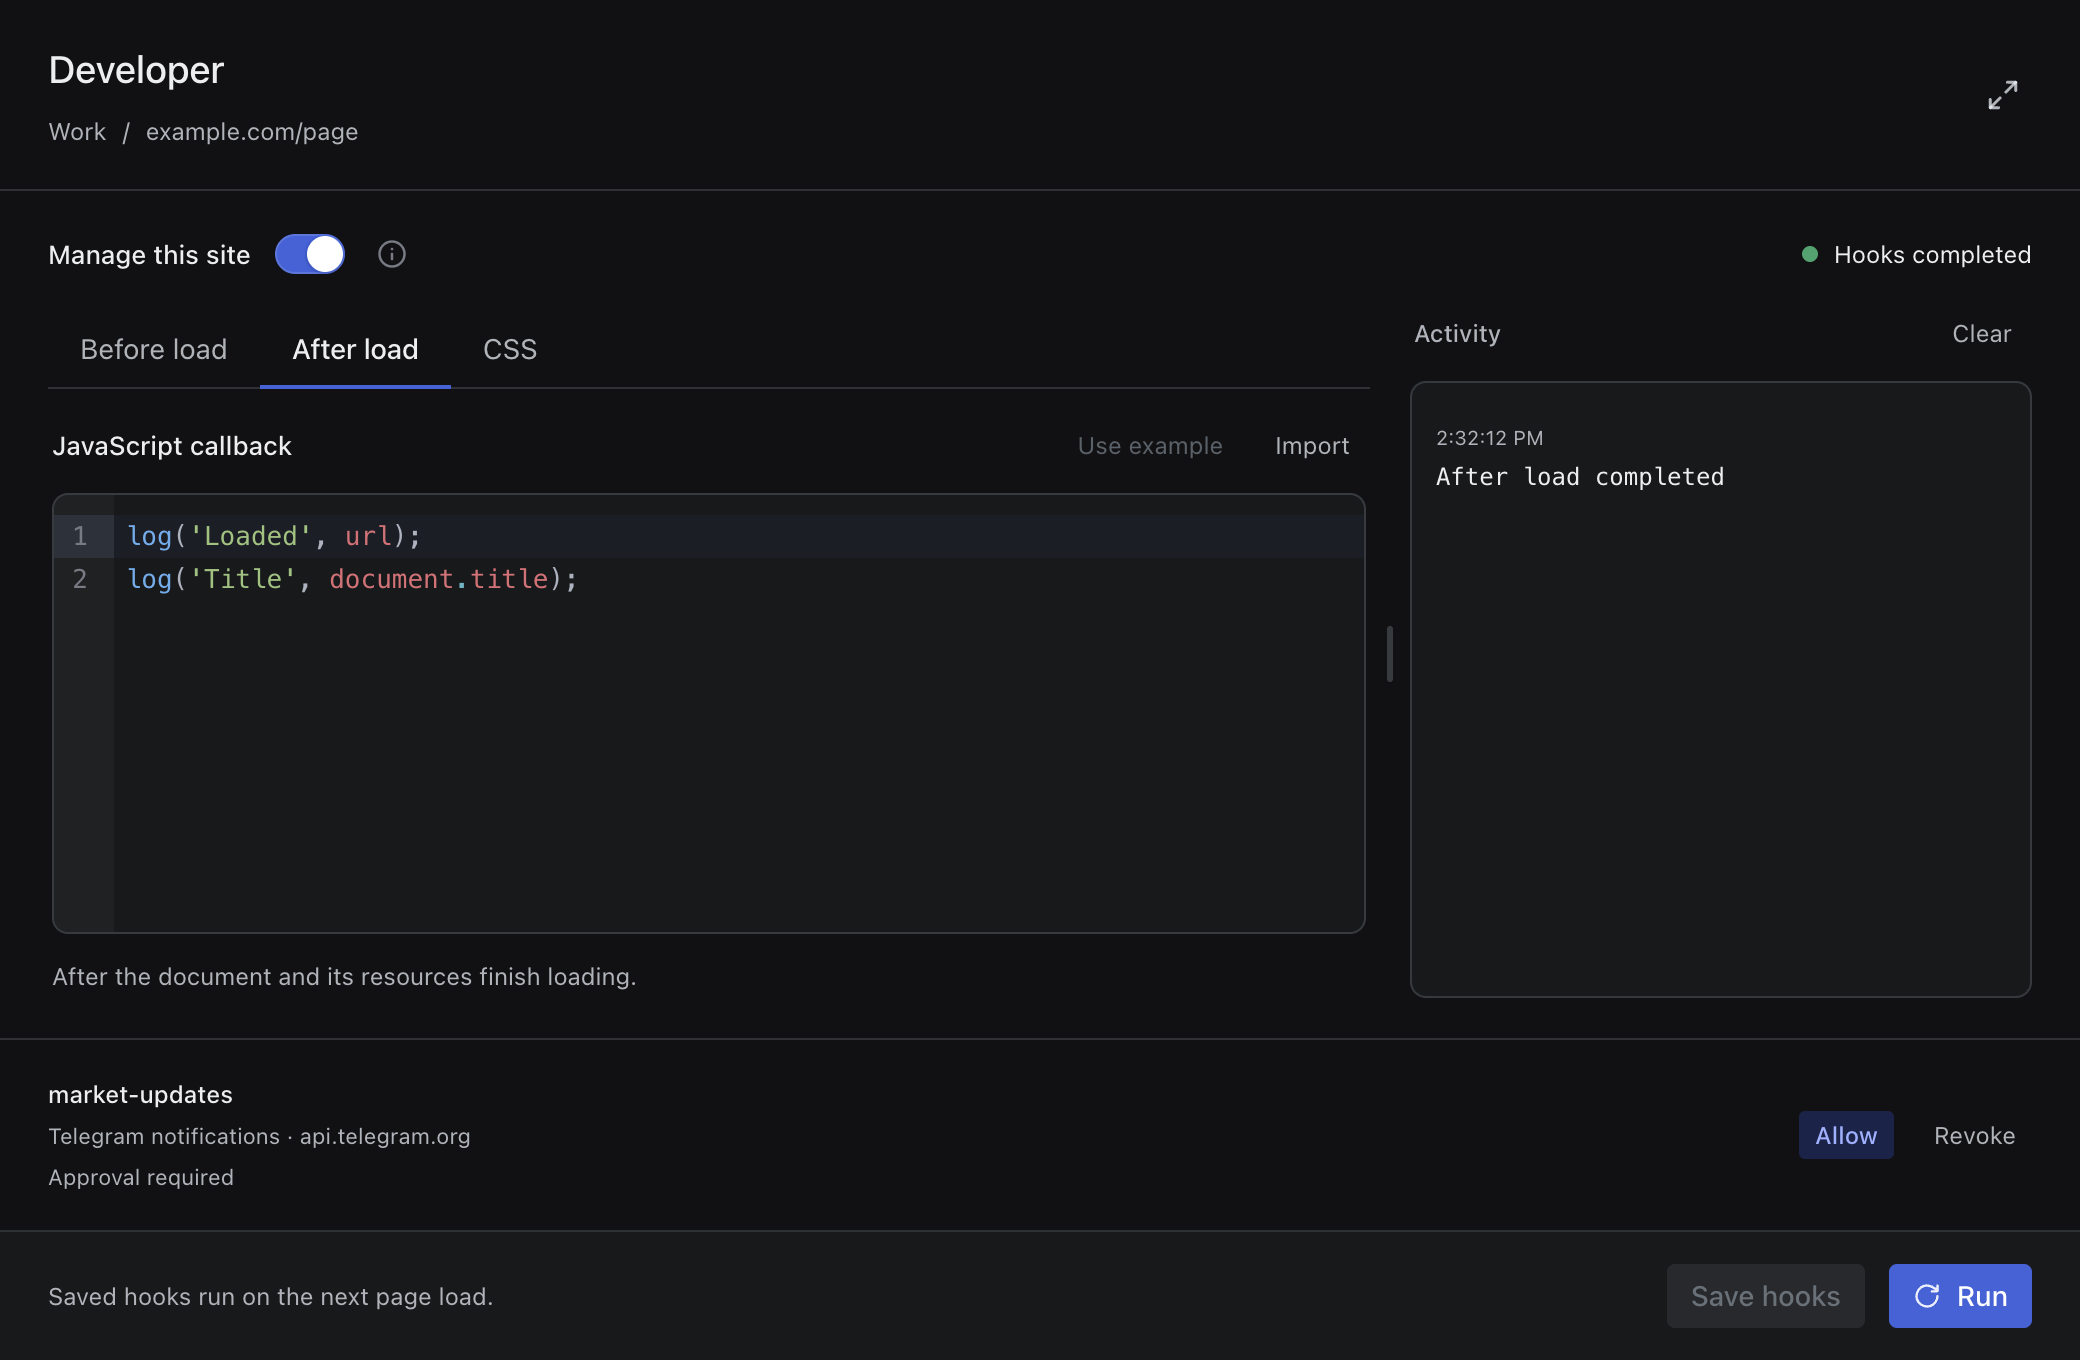 Developer
Work / example.com/page
Manage this site
Hooks completed
Before load After load CSS
Activity Clear
JavaScript callback Use example Import
1 log('Loaded', url);
2 log('Title', document.title);
2:32:12 PM
After load completed
After the document and its resources finish loading.
market-updates
Telegram notifications · api.telegram.org
Approval required
Allow Revoke
Saved hooks run on the next page load.
Save hooks Run